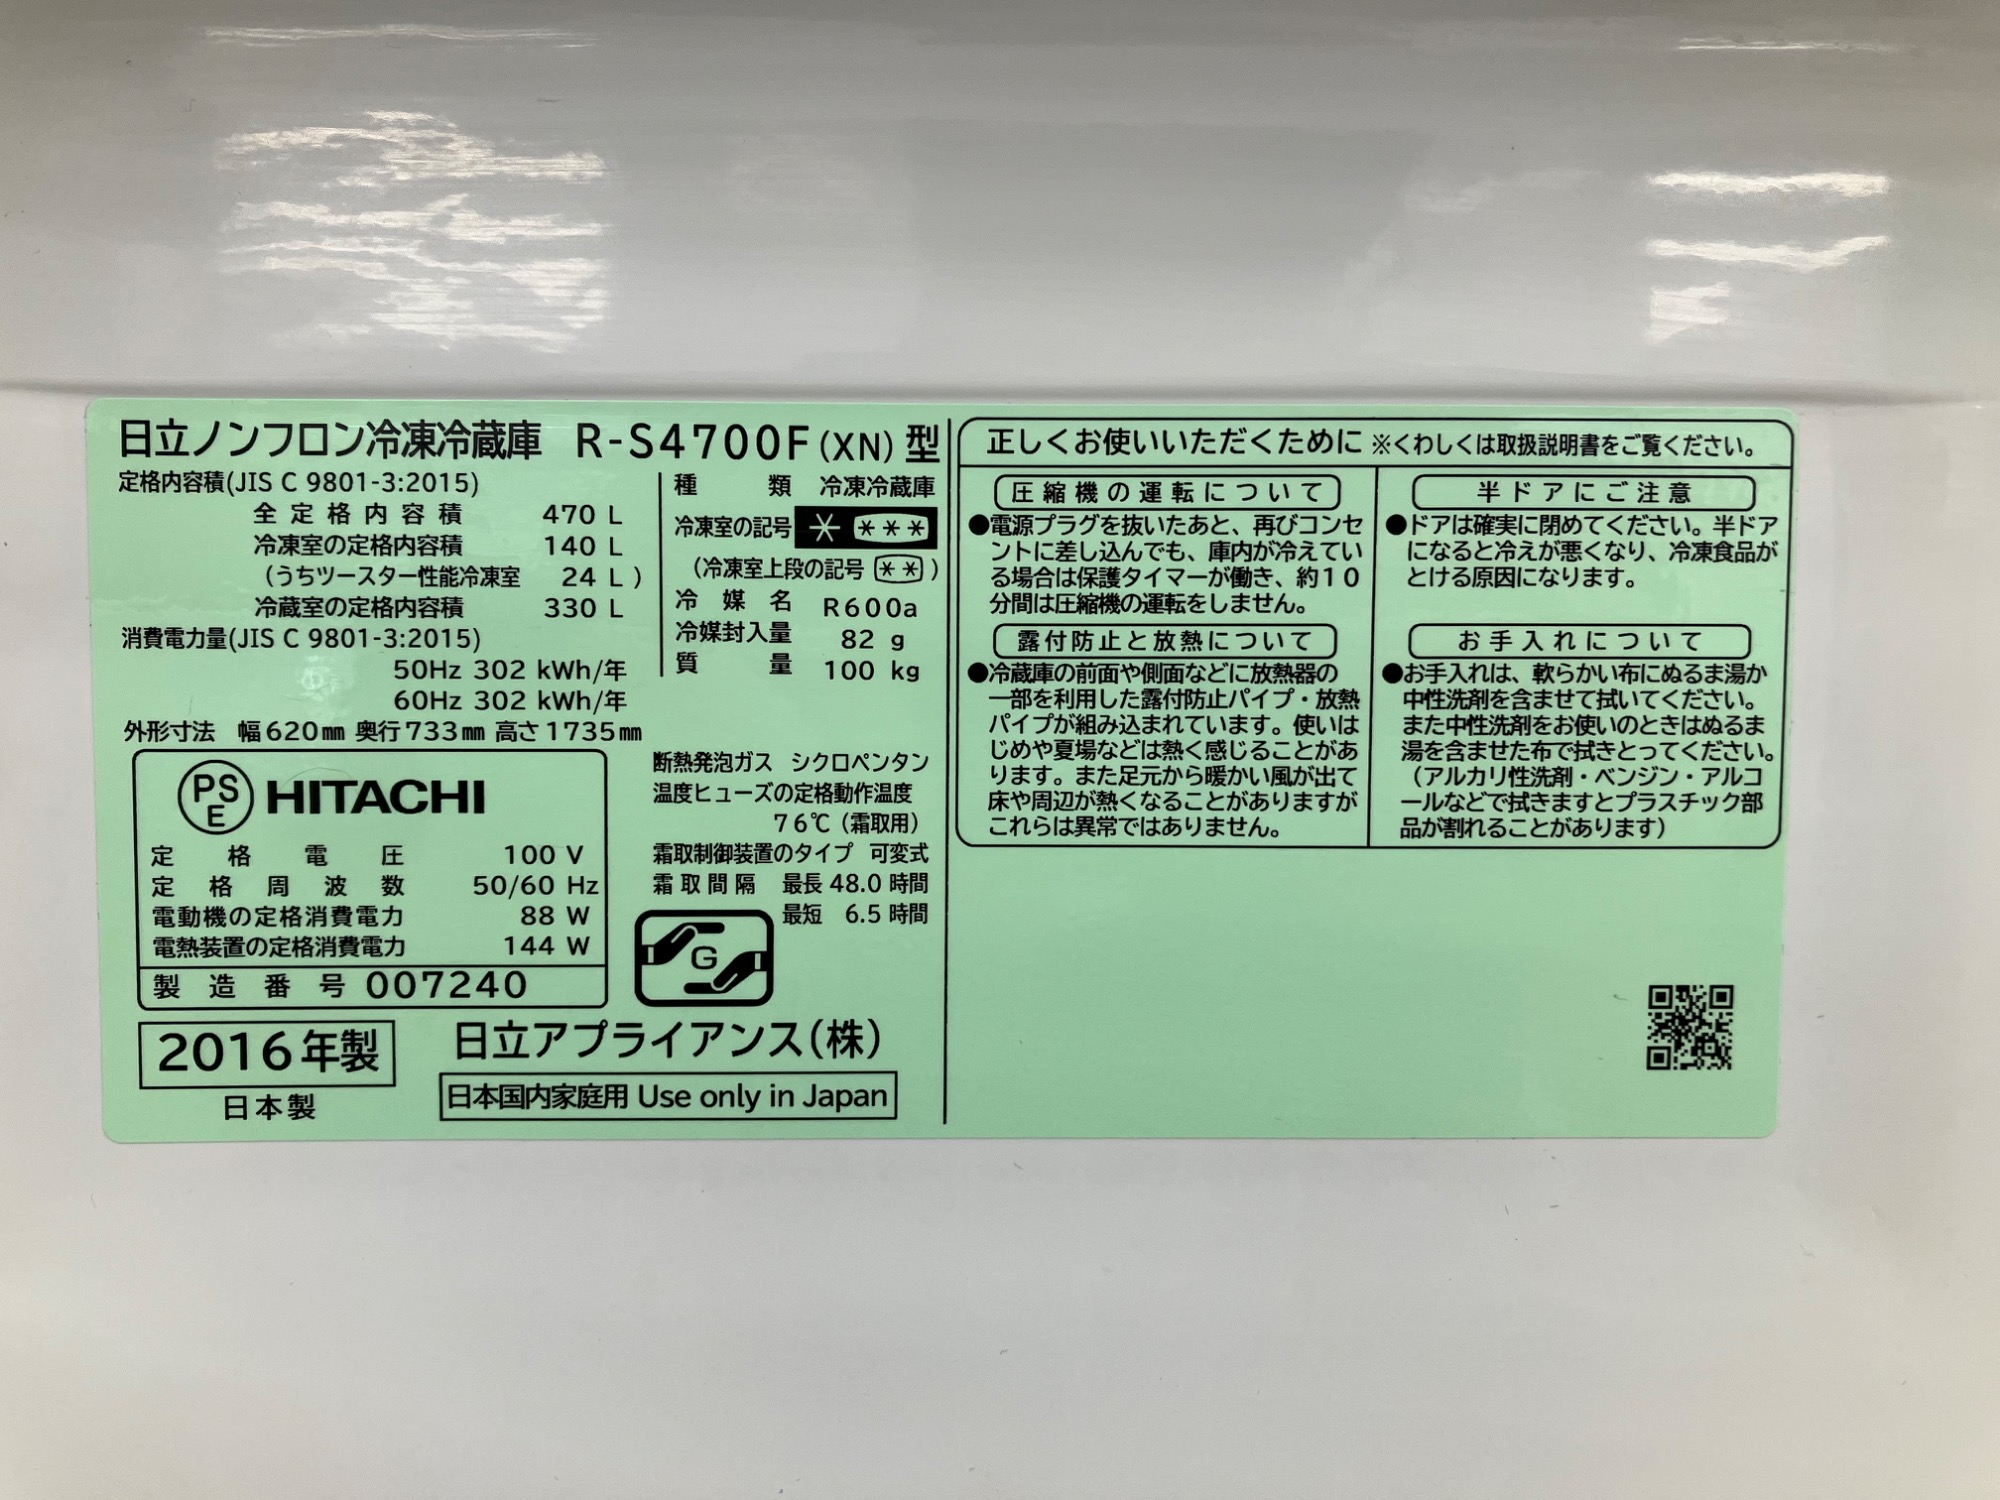 日立ノンフロン冷凍冷蔵庫 R-S4700F(XN)型
定格内容積(JIS C 9801-3:2015)
全定格内容積 470 L
冷凍室の定格内容積 140 L
(うちツースター性能冷凍室 24 L)
冷蔵室の定格内容積 330 L
消費電力量(JIS C 9801-3:2015)
50Hz 302 kWh/年
60Hz 302 kWh/年
外形寸法 幅620㎜ 奥行733㎜ 高さ1735㎜
種類 冷凍冷蔵庫
冷凍室の記号 * ***
(冷凍室上段の記号 **)
冷媒名 R600a
冷媒封入量 82 g
質量 100 kg
PSE HITACHI
定格電圧 100 V
定格周波数 50/60 Hz
電動機の定格消費電力 88 W
電熱装置の定格消費電力 144 W
製造番号 007240
断熱発泡ガス シクロペンタン
温度ヒューズの定格動作温度
76℃(霜取用)
霜取制御装置のタイプ 可変式
霜取間隔 最長 48.0 時間
最短 6.5 時間
G
2016年製
日本製
日立アプライアンス(株)
日本国内家庭用 Use only in Japan
正しくお使いいただくために ※くわしくは取扱説明書をご覧ください。
圧縮機の運転について
●電源プラグを抜いたあと、再びコンセ
ントに差し込んでも、庫内が冷えてい
る場合は保護タイマーが働き、約10
分間は圧縮機の運転をしません。
露付防止と放熱について
●冷蔵庫の前面や側面などに放熱器の
一部を利用した露付防止パイプ・放熱
パイプが組み込まれています。使いは
じめや夏場などは熱く感じることがあ
ります。また足元から暖かい風が出て
床や周辺が熱くなることがありますが
これらは異常ではありません。
半ドアにご注意
●ドアは確実に閉めてください。半ドア
になると冷えが悪くなり、冷凍食品が
とける原因になります。
お手入れについて
●お手入れは、軟らかい布にぬるま湯か
中性洗剤を含ませて拭いてください。
また中性洗剤をお使いのときはぬるま
湯を含ませた布で拭きとってください。
(アルカリ性洗剤・ベンジン・アルコ
ールなどで拭きますとプラスチック部
品が割れることがあります)